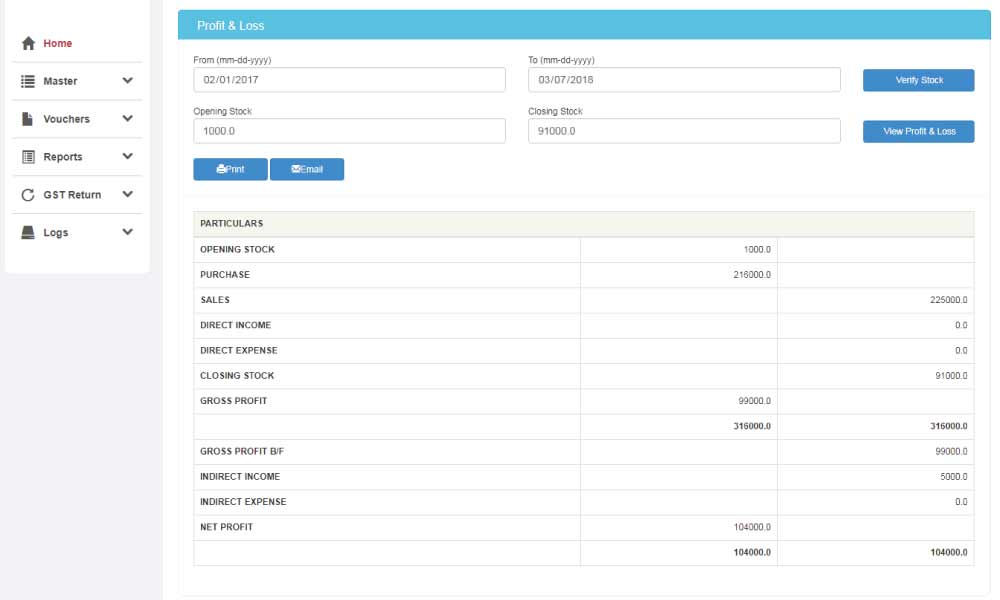 Profit & Loss
Home
Master
Vouchers
Reports
GST Return
Logs
From (mm-dd-yyyy) To (mm-dd-yyyy)
02/01/2017 03/07/2018 Verify Stock
Opening Stock Closing Stock
1000.0 91000.0 View Profit & Loss
Print Email
PARTICULARS
OPENING STOCK 1000.0
PURCHASE 216000.0
SALES 225000.0
DIRECT INCOME 0.0
DIRECT EXPENSE 0.0
CLOSING STOCK 91000.0
GROSS PROFIT 99000.0
316000.0 316000.0
GROSS PROFIT B/F 99000.0
INDIRECT INCOME 5000.0
INDIRECT EXPENSE 0.0
NET PROFIT 104000.0
104000.0 104000.0